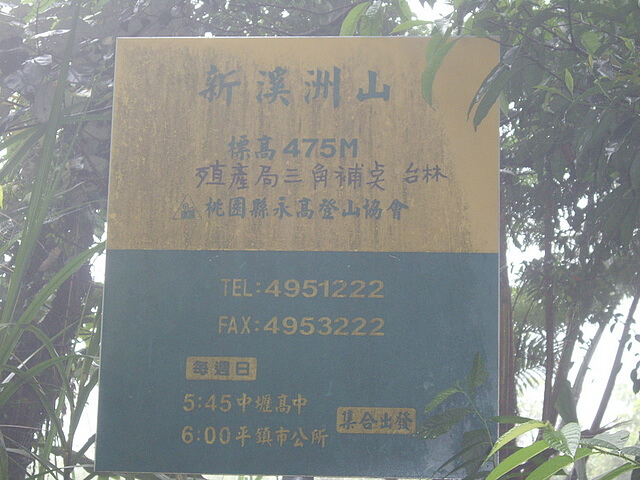 新溪洲山
標高475M
殖產局三角補点 台林
桃園縣永高登山協會
TEL:4951222
FAX:4953222
每週日
5:45中壢高中
6:00平鎮市公所
集合出發